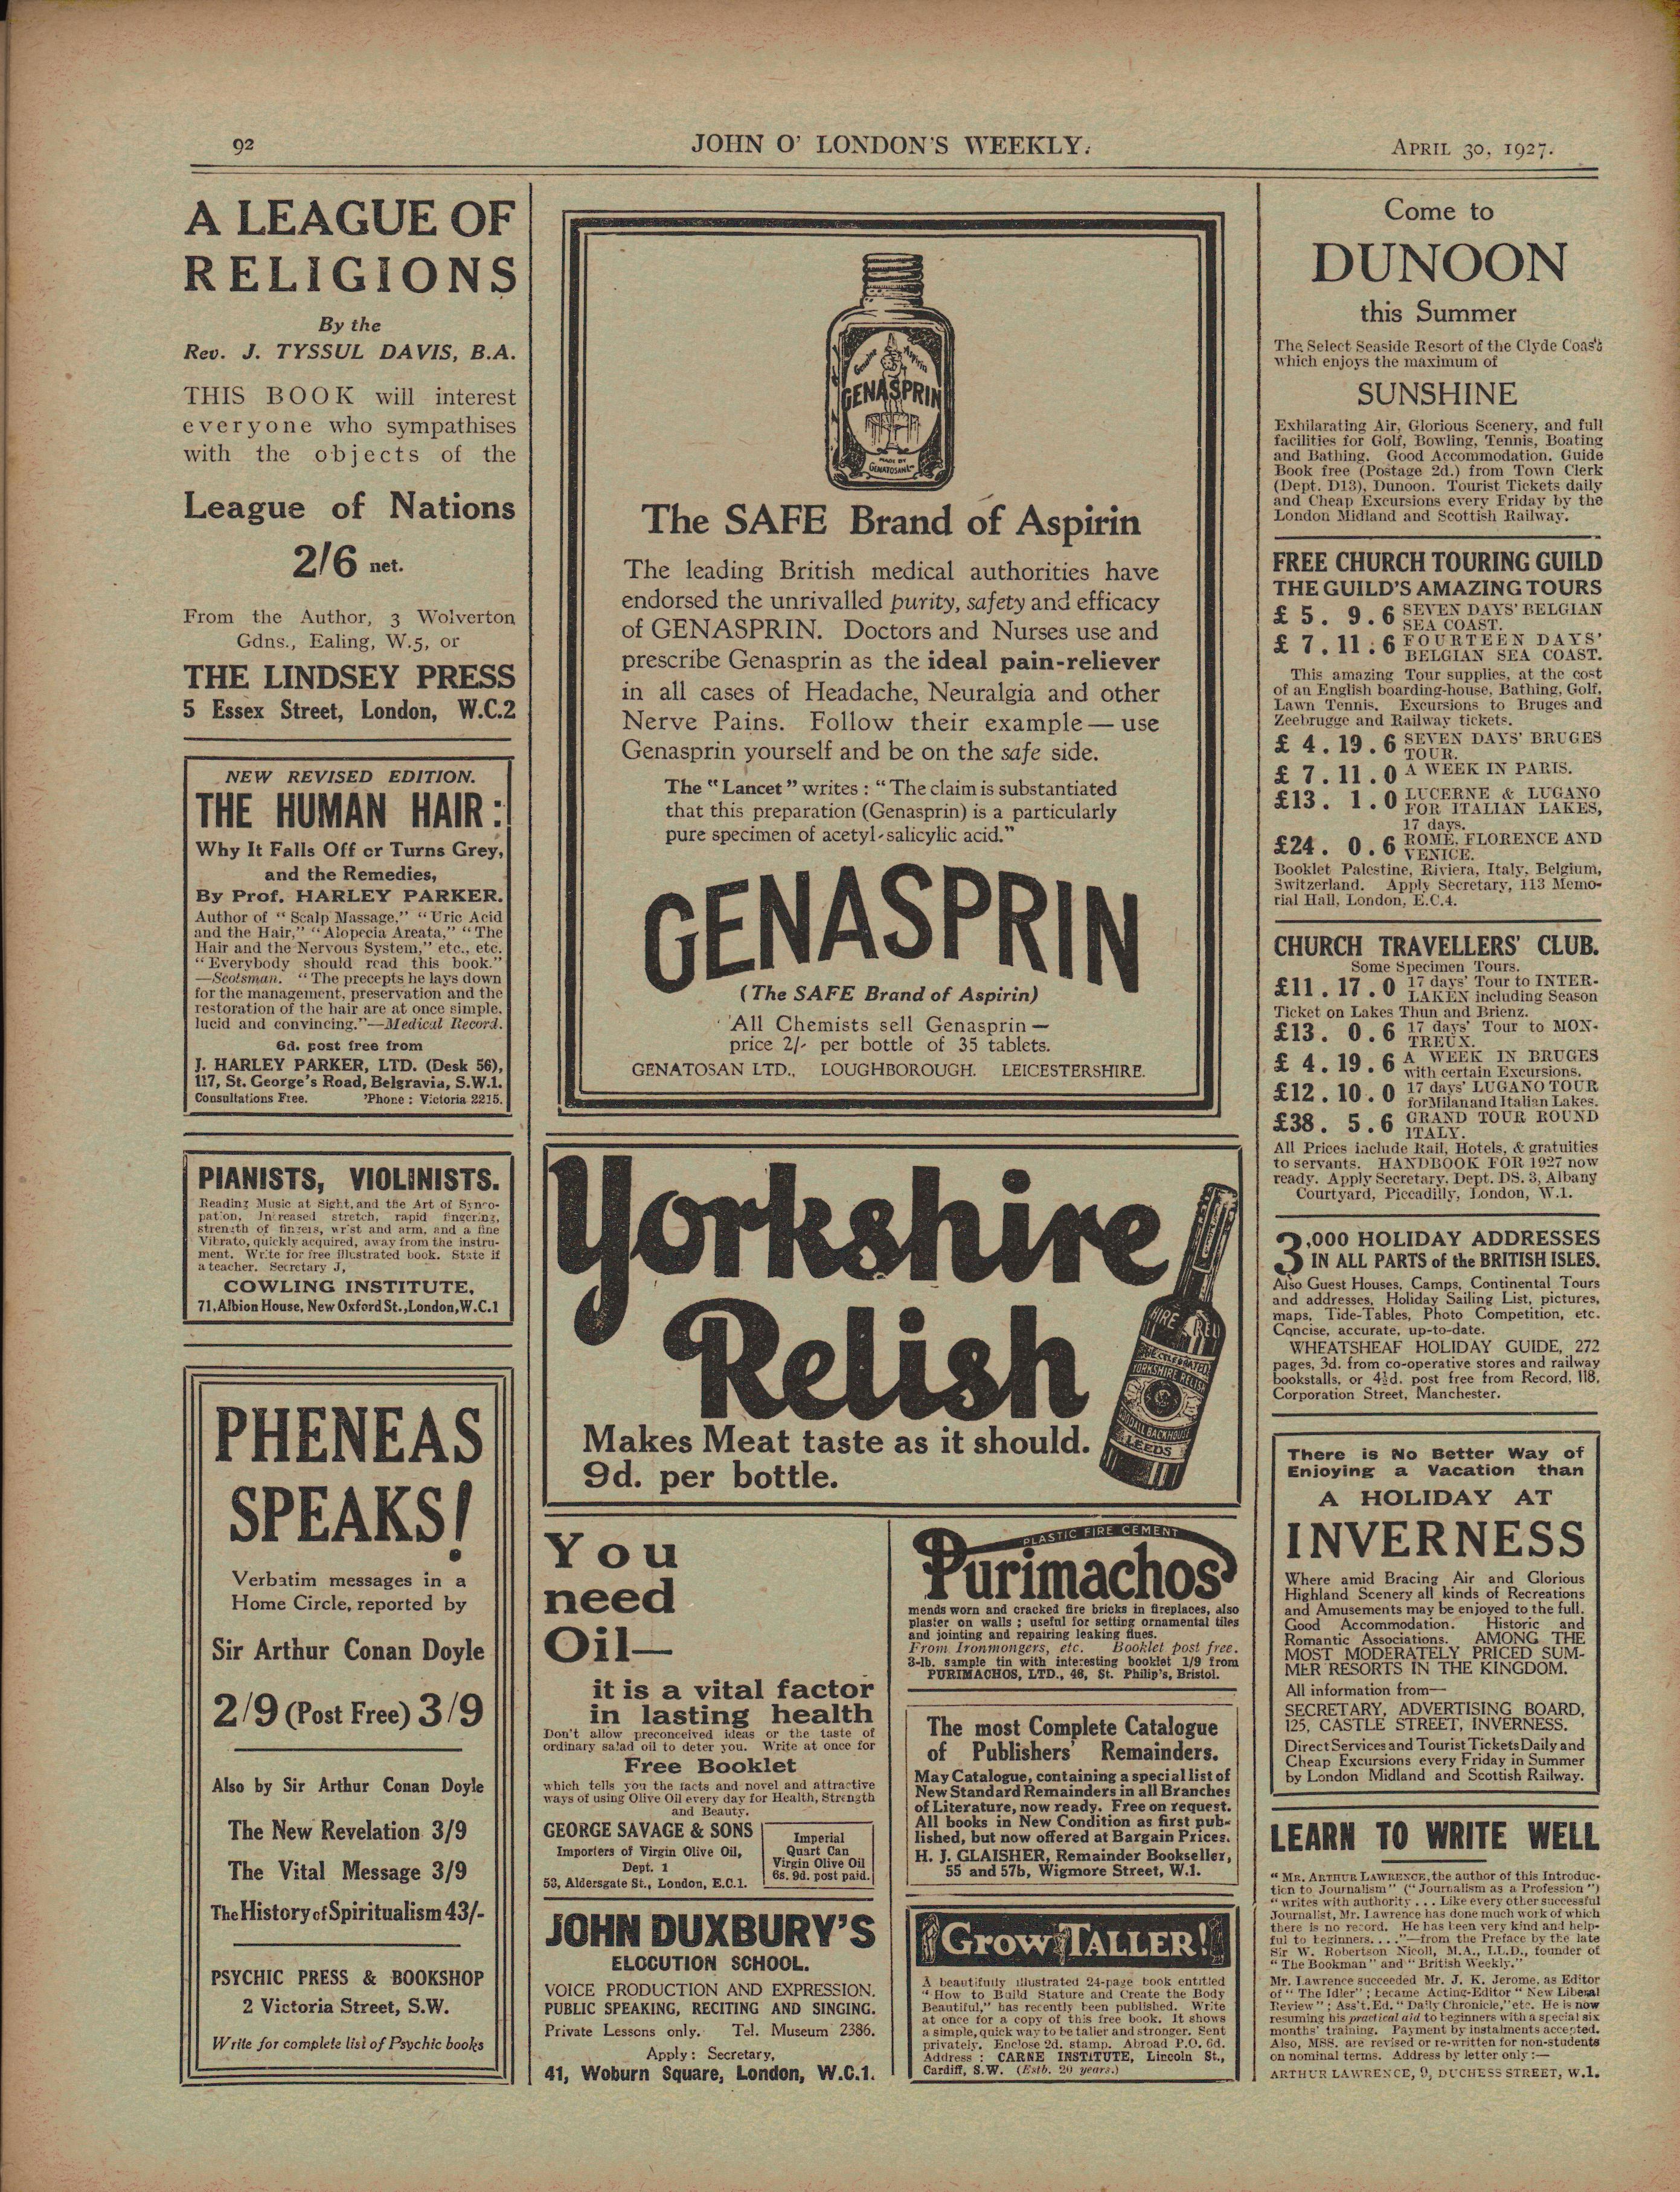 92
JOHN O' LONDON'S WEEKLY.
APRIL 30, 1927.
A LEAGUE OF
RELIGIONS
By the
Rev. J. TYSSUL DAVIS, B.A.
THIS BOOK will interest
everyone who sympathises
with the objects of the
League of Nations
2/6 net.
From the Author, 3 Wolverton
Gdns., Ealing, W.5, or
THE LINDSEY PRESS
5 Essex Street, London, W.C.2
NEW REVISED EDITION.
THE HUMAN HAIR:
Why It Falls Off or Turns Grey,
and the Remedies,
By Prof. HARLEY PARKER.
Author of "Scalp Massage," "Uric Acid
and the Hair," "Alopecia Areata," "The
Hair and the Nervous System," etc., etc.
"Everybody should read this book."
—Scotsman. "The precepts he lays down
for the management, preservation and the
restoration of the hair are at once simple,
lucid and convincing."—Medical Record.
6d. post free from
J. HARLEY PARKER, LTD. (Desk 56),
117, St. George's Road, Belgravia, S.W.1.
Consultations Free. 'Phone: Victoria 2215.
PIANISTS, VIOLINISTS.
Reading Music at Sight, and the Art of Synco-
pation, Increased stretch, rapid fingering,
strength of fingers, wrist and arm, and a fine
Vibrato, quickly acquired, away from the instru-
ment. Write for free illustrated book. State if
a teacher. Secretary J,
COWLING INSTITUTE,
71, Albion House, New Oxford St., London, W.C.1
PHENEAS
SPEAKS!
Verbatim messages in a
Home Circle, reported by
Sir Arthur Conan Doyle
2/9 (Post Free) 3/9
Also by Sir Arthur Conan Doyle
The New Revelation 3/9
The Vital Message 3/9
The History of Spiritualism 43/-
PSYCHIC PRESS & BOOKSHOP
2 Victoria Street, S.W.
Write for complete list of Psychic books
Genuine Aspirin
GENASPRIN
MADE BY
GENATOSAN LTD
The SAFE Brand of Aspirin
The leading British medical authorities have
endorsed the unrivalled purity, safety and efficacy
of GENASPRIN. Doctors and Nurses use and
prescribe Genasprin as the ideal pain-reliever
in all cases of Headache, Neuralgia and other
Nerve Pains. Follow their example—use
Genasprin yourself and be on the safe side.
The "Lancet" writes: "The claim is substantiated
that this preparation (Genasprin) is a particularly
pure specimen of acetyl-salicylic acid."
GENASPRIN
(The SAFE Brand of Aspirin)
All Chemists sell Genasprin—
price 2/- per bottle of 35 tablets.
GENATOSAN LTD., LOUGHBOROUGH. LEICESTERSHIRE.
Yorkshire
Relish
HIRE REL
THE CELEBRATED
YORKSHIRE RELISH
GOODALL BACKHOUSE
LEEDS
Makes Meat taste as it should.
9d. per bottle.
You
need
Oil—
it is a vital factor
in lasting health
Don't allow preconceived ideas or the taste of
ordinary salad oil to deter you. Write at once for
Free Booklet
which tells you the facts and novel and attractive
ways of using Olive Oil every day for Health, Strength
and Beauty.
GEORGE SAVAGE & SONS
Importers of Virgin Olive Oil,
Dept. 1
53, Aldersgate St., London, E.C.1.
Imperial
Quart Can
Virgin Olive Oil
6s. 9d. post paid.
JOHN DUXBURY'S
ELOCUTION SCHOOL.
VOICE PRODUCTION AND EXPRESSION.
PUBLIC SPEAKING, RECITING AND SINGING.
Private Lessons only. Tel. Museum 2386.
Apply: Secretary,
41, Woburn Square, London, W.C.1.
PLASTIC FIRE CEMENT
Purimachos
mends worn and cracked fire bricks in fireplaces, also
plaster on walls; useful for setting ornamental tiles
and jointing and repairing leaking flues.
From Ironmongers, etc. Booklet post free.
3-lb. sample tin with interesting booklet 1/9 from
PURIMACHOS, LTD., 46, St. Philip's, Bristol.
The most Complete Catalogue
of Publishers' Remainders.
May Catalogue, containing a special list of
New Standard Remainders in all Branches
of Literature, now ready. Free on request.
All books in New Condition as first pub-
lished, but now offered at Bargain Prices.
H. J. GLAISHER, Remainder Bookseller,
55 and 57b, Wigmore Street, W.1.
Grow TALLER!
A beautifully illustrated 24-page book entitled
"How to Build Stature and Create the Body
Beautiful," has recently been published. Write
at once for a copy of this free book. It shows
a simple, quick way to be taller and stronger. Sent
privately. Enclose 2d. stamp. Abroad P.O. 6d.
Address: CARNE INSTITUTE, Lincoln St.,
Cardiff, S.W. (Estb. 20 years.)
Come to
DUNOON
this Summer
The Select Seaside Resort of the Clyde Coast
which enjoys the maximum of
SUNSHINE
Exhilarating Air, Glorious Scenery, and full
facilities for Golf, Bowling, Tennis, Boating
and Bathing. Good Accommodation. Guide
Book free (Postage 2d.) from Town Clerk
(Dept. D13), Dunoon. Tourist Tickets daily
and Cheap Excursions every Friday by the
London Midland and Scottish Railway.
FREE CHURCH TOURING GUILD
THE GUILD'S AMAZING TOURS
£ 5. 9.6 SEVEN DAYS' BELGIAN
SEA COAST.
£ 7.11.6 FOURTEEN DAYS'
BELGIAN SEA COAST.
This amazing Tour supplies, at the cost
of an English boarding-house, Bathing, Golf,
Lawn Tennis. Excursions to Bruges and
Zeebrugge and Railway tickets.
£ 4.19.6 SEVEN DAYS' BRUGES
TOUR.
£ 7.11.0 A WEEK IN PARIS.
£13. 1.0 LUCERNE & LUGANO
FOR ITALIAN LAKES,
17 days.
£24. 0.6 ROME, FLORENCE AND
VENICE.
Booklet Palestine, Riviera, Italy, Belgium,
Switzerland. Apply Secretary, 113 Memo-
rial Hall, London, E.C.4.
CHURCH TRAVELLERS' CLUB.
Some Specimen Tours.
£11.17.0 17 days' Tour to INTER-
LAKEN including Season
Ticket on Lakes Thun and Brienz.
£13. 0.6 17 days' Tour to MON-
TREUX.
£ 4.19.6 A WEEK IN BRUGES
with certain Excursions.
£12.10.0 17 days' LUGANO TOUR
for Milan and Italian Lakes.
£38. 5.6 GRAND TOUR ROUND
ITALY.
All Prices include Rail, Hotels, & gratuities
to servants. HANDBOOK FOR 1927 now
ready. Apply Secretary, Dept. DS. 3, Albany
Courtyard, Piccadilly, London, W.1.
3,000 HOLIDAY ADDRESSES
IN ALL PARTS of the BRITISH ISLES.
Also Guest Houses, Camps, Continental Tours
and addresses, Holiday Sailing List, pictures,
maps, Tide-Tables, Photo Competition, etc.
Concise, accurate, up-to-date.
WHEATSHEAF HOLIDAY GUIDE, 272
pages, 3d. from co-operative stores and railway
bookstalls, or 4½d. post free from Record, 118,
Corporation Street, Manchester.
There is No Better Way of
Enjoying a Vacation than
A HOLIDAY AT
INVERNESS
Where amid Bracing Air and Glorious
Highland Scenery all kinds of Recreations
and Amusements may be enjoyed to the full.
Good Accommodation. Historic and
Romantic Associations. AMONG THE
MOST MODERATELY PRICED SUM-
MER RESORTS IN THE KINGDOM.
All information from—
SECRETARY, ADVERTISING BOARD,
125, CASTLE STREET, INVERNESS.
Direct Services and Tourist Tickets Daily and
Cheap Excursions every Friday in Summer
by London Midland and Scottish Railway.
LEARN TO WRITE WELL
"MR. ARTHUR LAWRENCE, the author of this Introduc-
tion to Journalism" ("Journalism as a Profession")
"writes with authority . . . Like every other successful
Journalist, Mr. Lawrence has done much work of which
there is no record. He has been very kind and help-
ful to beginners. . . ."—from the Preface by the late
Sir W. Robertson Nicoll, M.A., LL.D., founder of
"The Bookman" and "British Weekly."
Mr. Lawrence succeeded Mr. J. K. Jerome, as Editor
of "The Idler"; became Acting-Editor "New Liberal
Review"; Ass't. Ed. "Daily Chronicle," etc. He is now
resuming his practical aid to beginners with a special six
months' training. Payment by instalments accepted.
Also, MSS. are revised or re-written for non-students
on nominal terms. Address by letter only:—
ARTHUR LAWRENCE, 9, DUCHESS STREET, W.1.